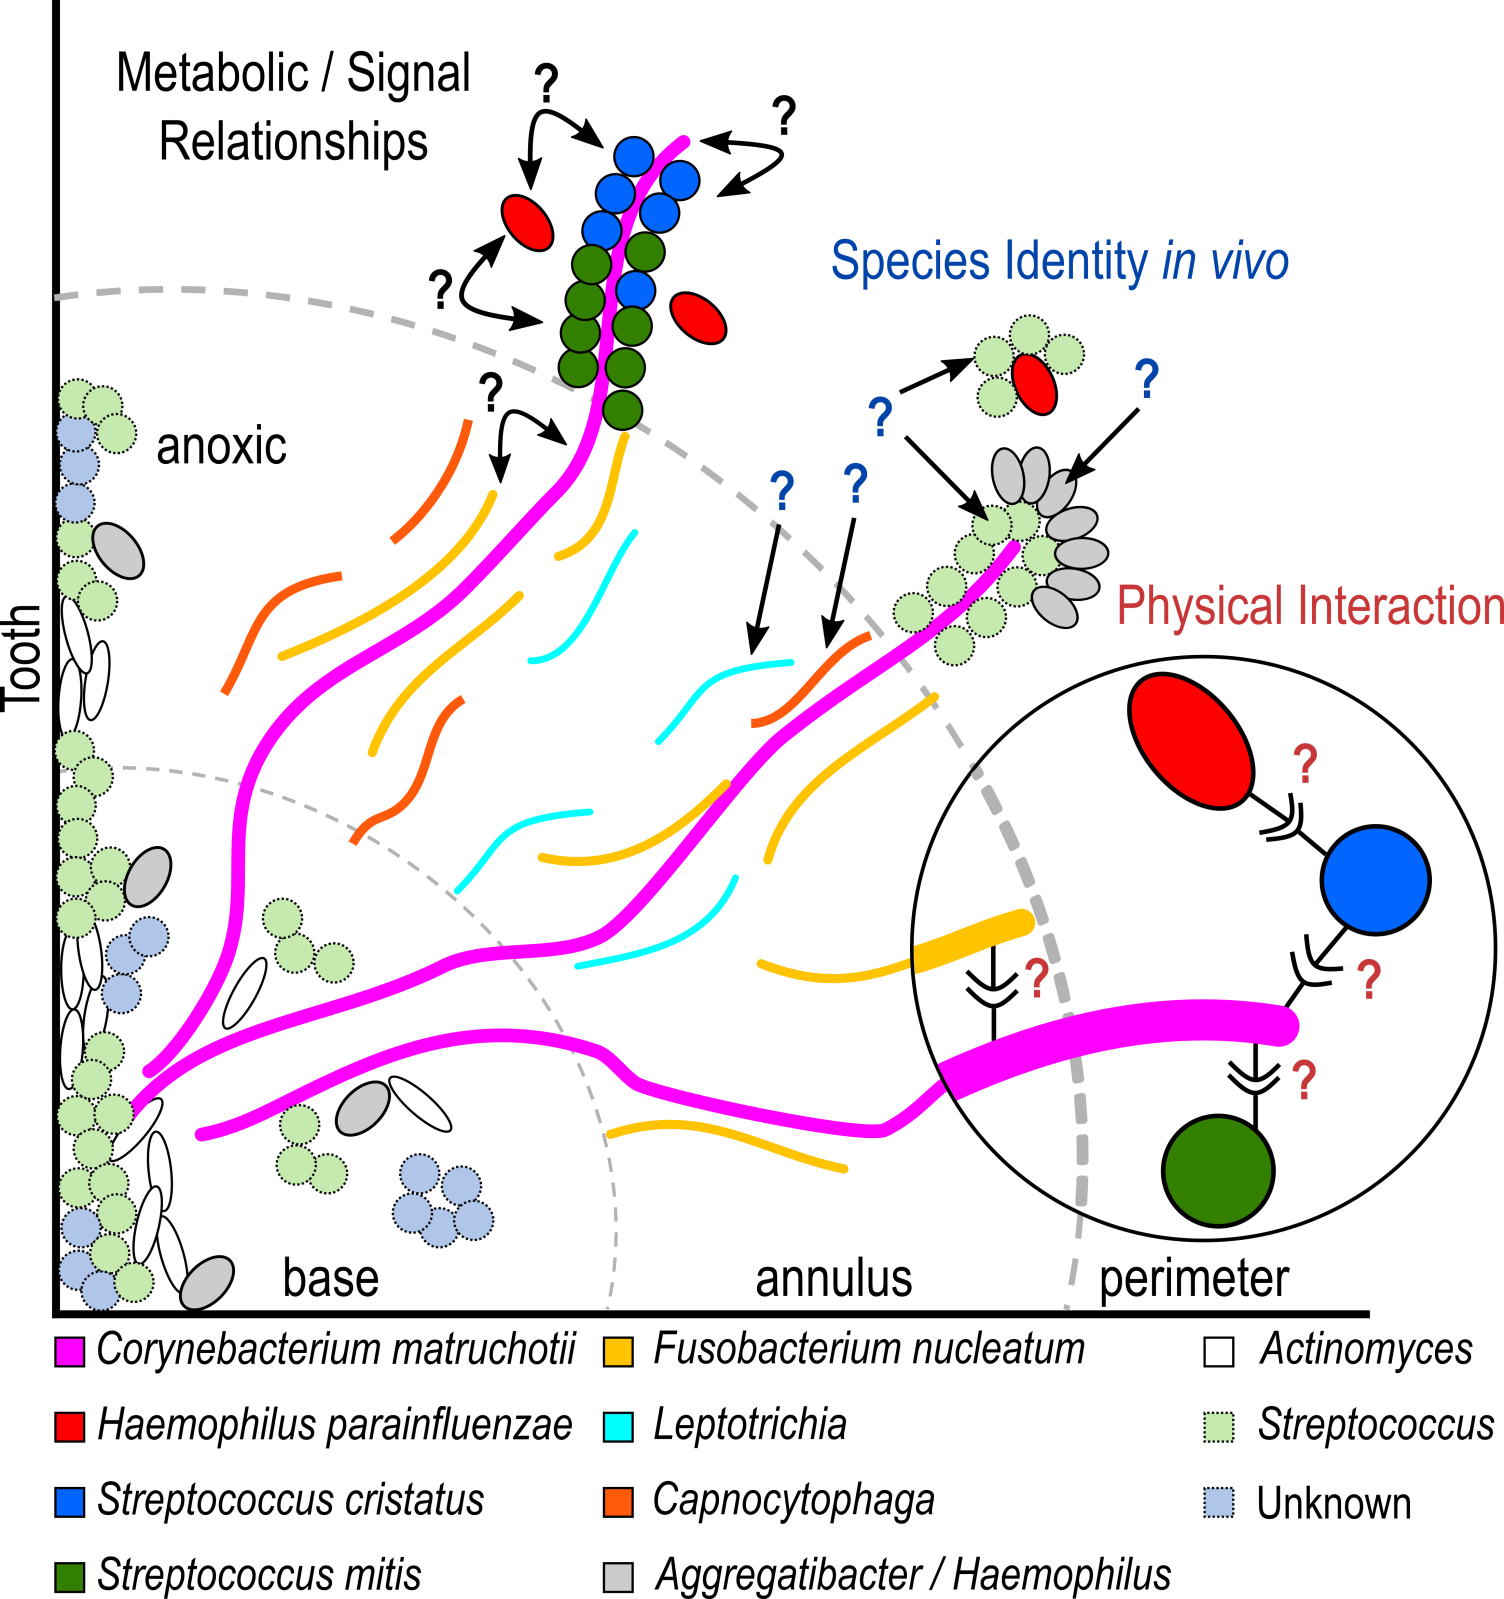 Metabolic / Signal
Relationships
?
?
?
?
Species Identity in vivo
?
?
?
?
anoxic
Tooth
Physical Interaction
?
?
?
?
base
annulus
perimeter
Corynebacterium matruchotii
Fusobacterium nucleatum
Actinomyces
Haemophilus parainfluenzae
Leptotrichia
Streptococcus
Streptococcus cristatus
Capnocytophaga
Unknown
Streptococcus mitis
Aggregatibacter / Haemophilus